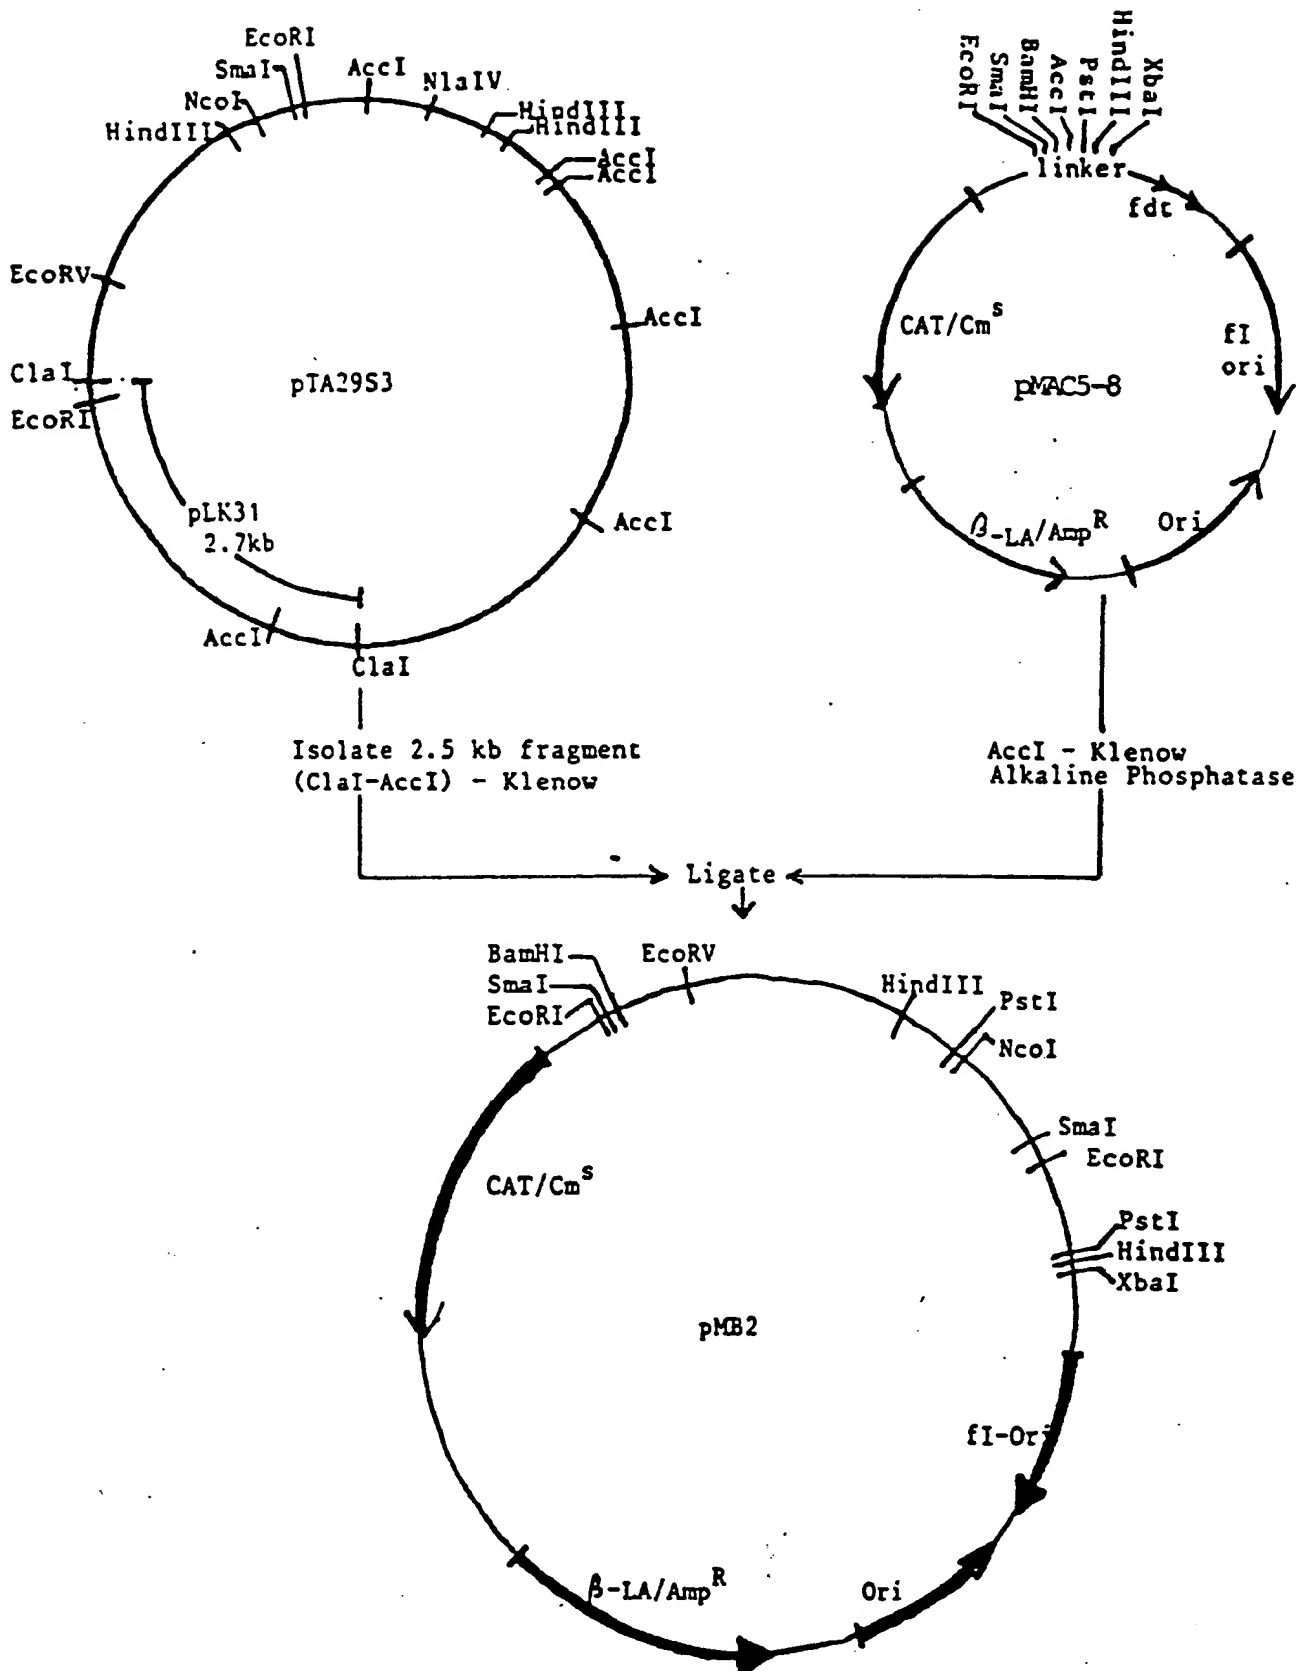 EcoRI
SmaI
AccI
NlaIV
NcoI
HindIII
HindIII
HindIII
AccI
AccI
EcoRV
AccI
ClaI
pTA29S3
EcoRI
pLK31
2.7kb
AccI
AccI
ClaI
EcoRI
SmaI
BamHI
AccI
PstI
HindIII
XbaI
linker
fdt
CAT/Cm^S
fI
ori
pMAC5-8
β-LA/Amp^R
Ori
Isolate 2.5 kb fragment
(ClaI-AccI) - Klenow
AccI - Klenow
Alkaline Phosphatase
Ligate
BamHI
EcoRV
SmaI
HindIII
EcoRI
PstI
NcoI
SmaI
EcoRI
CAT/Cm^S
PstI
HindIII
XbaI
pMB2
fI-Ori
β-LA/Amp^R
Ori